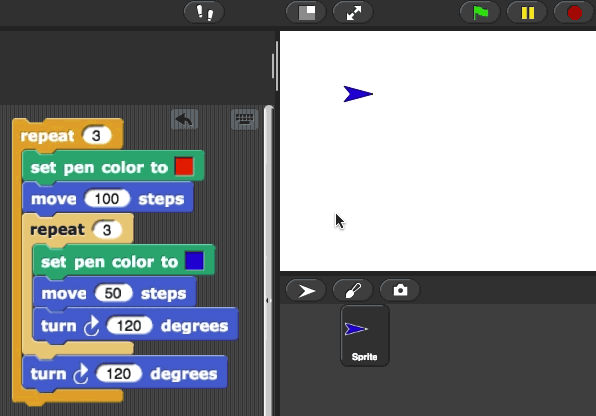 repeat 3
set pen color to
move 100 steps
repeat 3
set pen color to
move 50 steps
turn 120 degrees
turn 120 degrees
Sprite